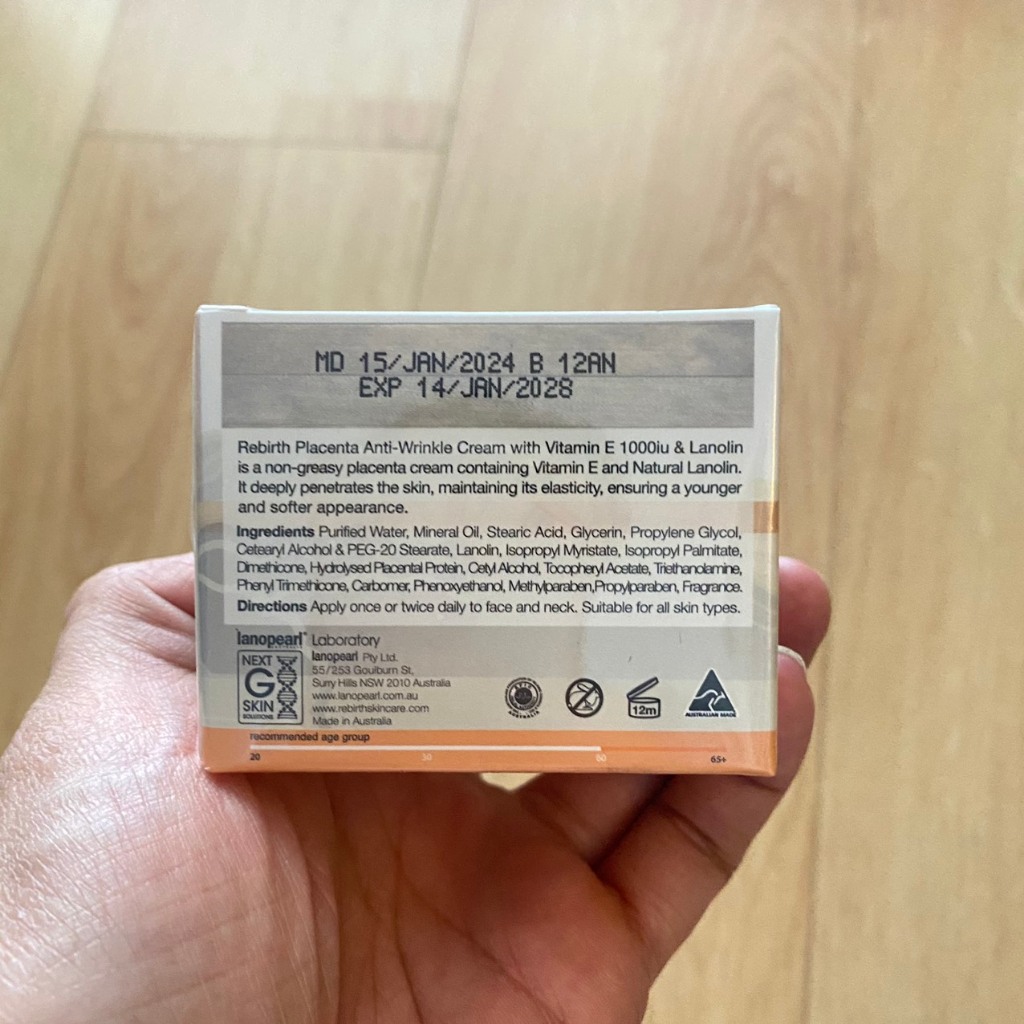 MD 15/JAN/2024 B 12AN
EXP 14/JAN/2028
Rebirth Placenta Anti-Wrinkle Cream with Vitamin E 1000iu & Lanolin
is a non-greasy placenta cream containing Vitamin E and Natural Lanolin.
It deeply penetrates the skin, maintaining its elasticity, ensuring a younger
and softer appearance.
Ingredients Purified Water, Mineral Oil, Stearic Acid, Glycerin, Propylene Glycol,
Cetearyl Alcohol & PEG-20 Stearate, Lanolin, Isopropyl Myristate, Isopropyl Palmitate,
Dimethicone, Hydrolysed Placental Protein, Cetyl Alcohol, Tocopheryl Acetate, Triethanolamine,
Phenyl Trimethicone, Carbomer, Phenoxyethanol, Methylparaben,Propylparaben, Fragrance.
Directions Apply once or twice daily to face and neck. Suitable for all skin types.
lanopearl Laboratory
NEXT
G
SKIN
SOLUTIONS
lanopearl Pty Ltd.
55/253 Goulburn St,
Surry Hills NSW 2010 Australia
www.lanopearl.com.au
www.rebirthskincare.com
Made in Australia
AUSTRALIA
12m
AUSTRALIAN MADE
recommended age group
20 30 60 65+